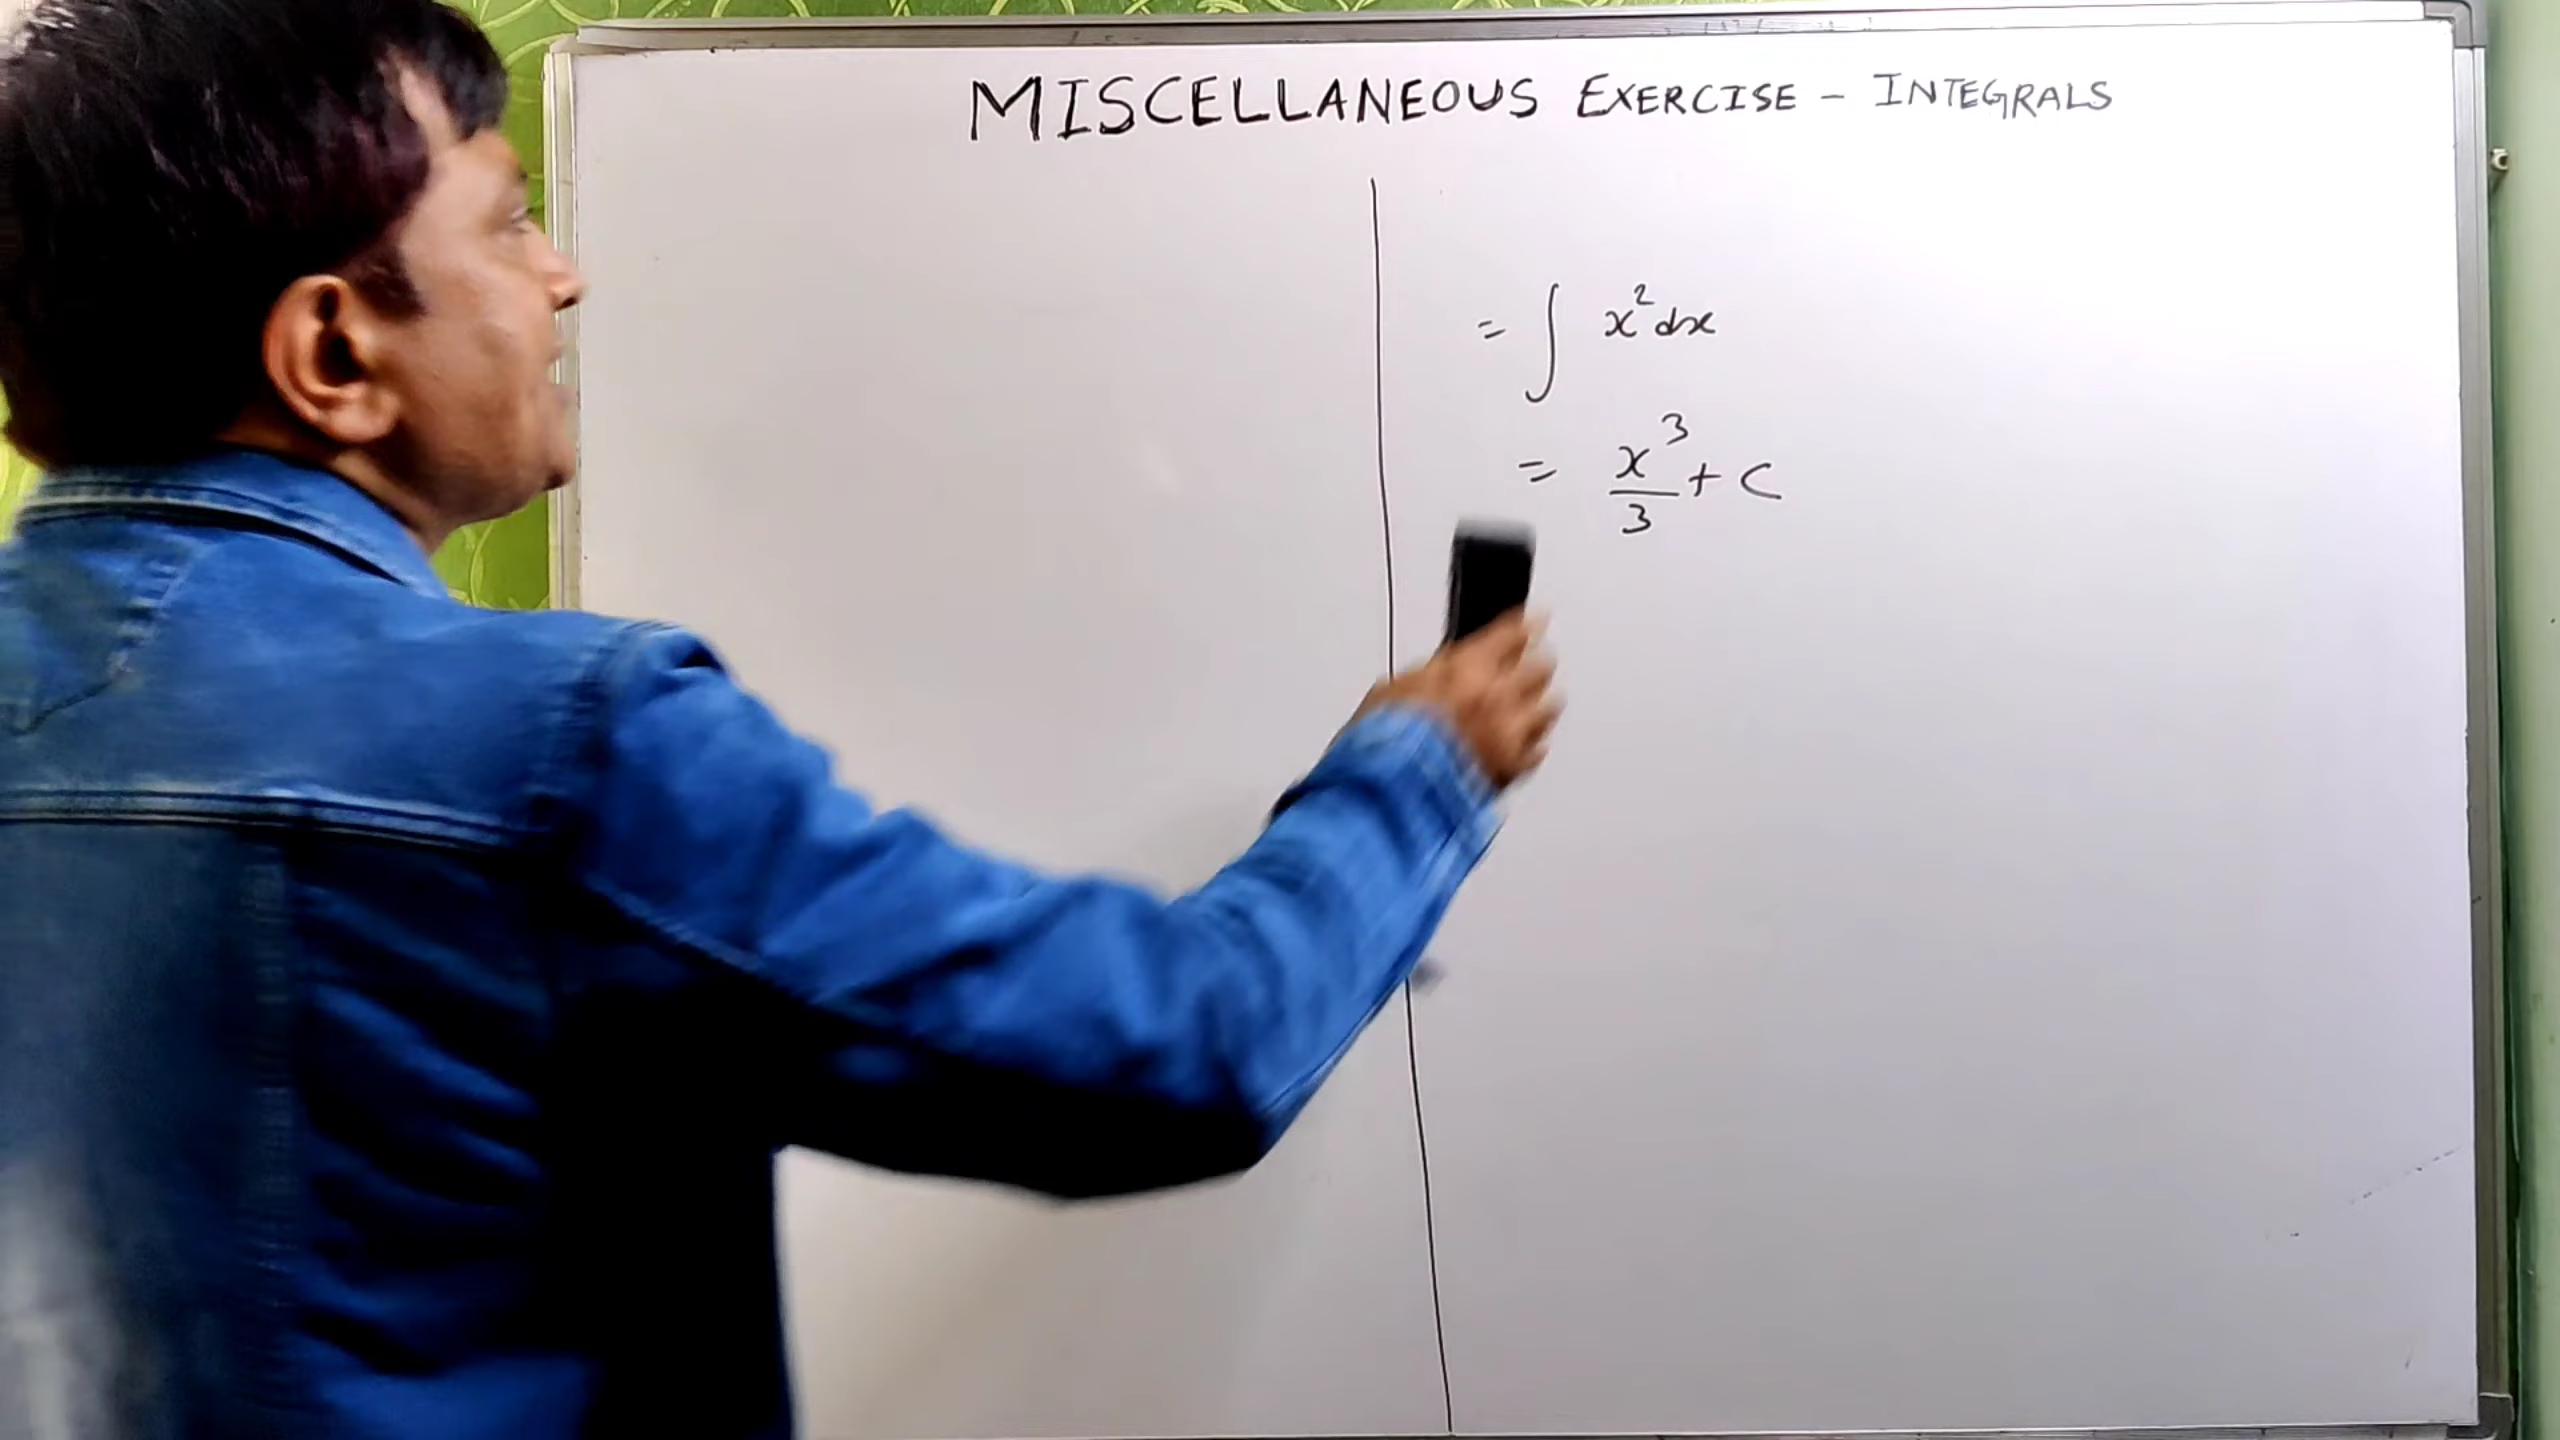 MISCELLANEOUS EXERCISE - INTEGRALS
= ∫ x² dx
= x³/3 + C